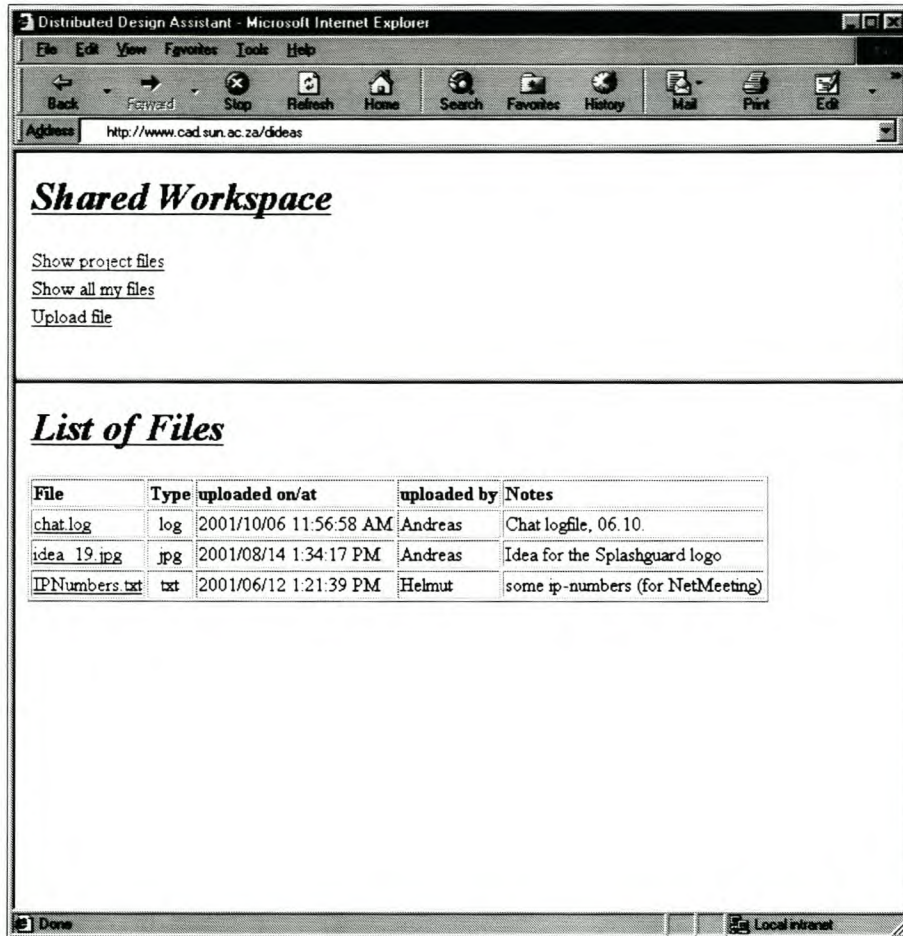 Distributed Design Assistant - Microsoft Internet Explorer
File Edit View Favorites Tools Help
Back Forward Stop Refresh Home Search Favorites History Mail Print Edit
Address http://www.cad.sun.ac.za/dideas
Shared Workspace
Show project files
Show all my files
Upload file
List of Files
File Type uploaded on/at uploaded by Notes
chat.log log 2001/10/06 11:56:58 AM Andreas Chat logfile, 06.10.
idea_19.jpg jpg 2001/08/14 1:34:17 PM Andreas Idea for the Splashguard logo
IPNumbers.txt txt 2001/06/12 1:21:39 PM Helmut some ip-numbers (for NetMeeting)
Done Local intranet